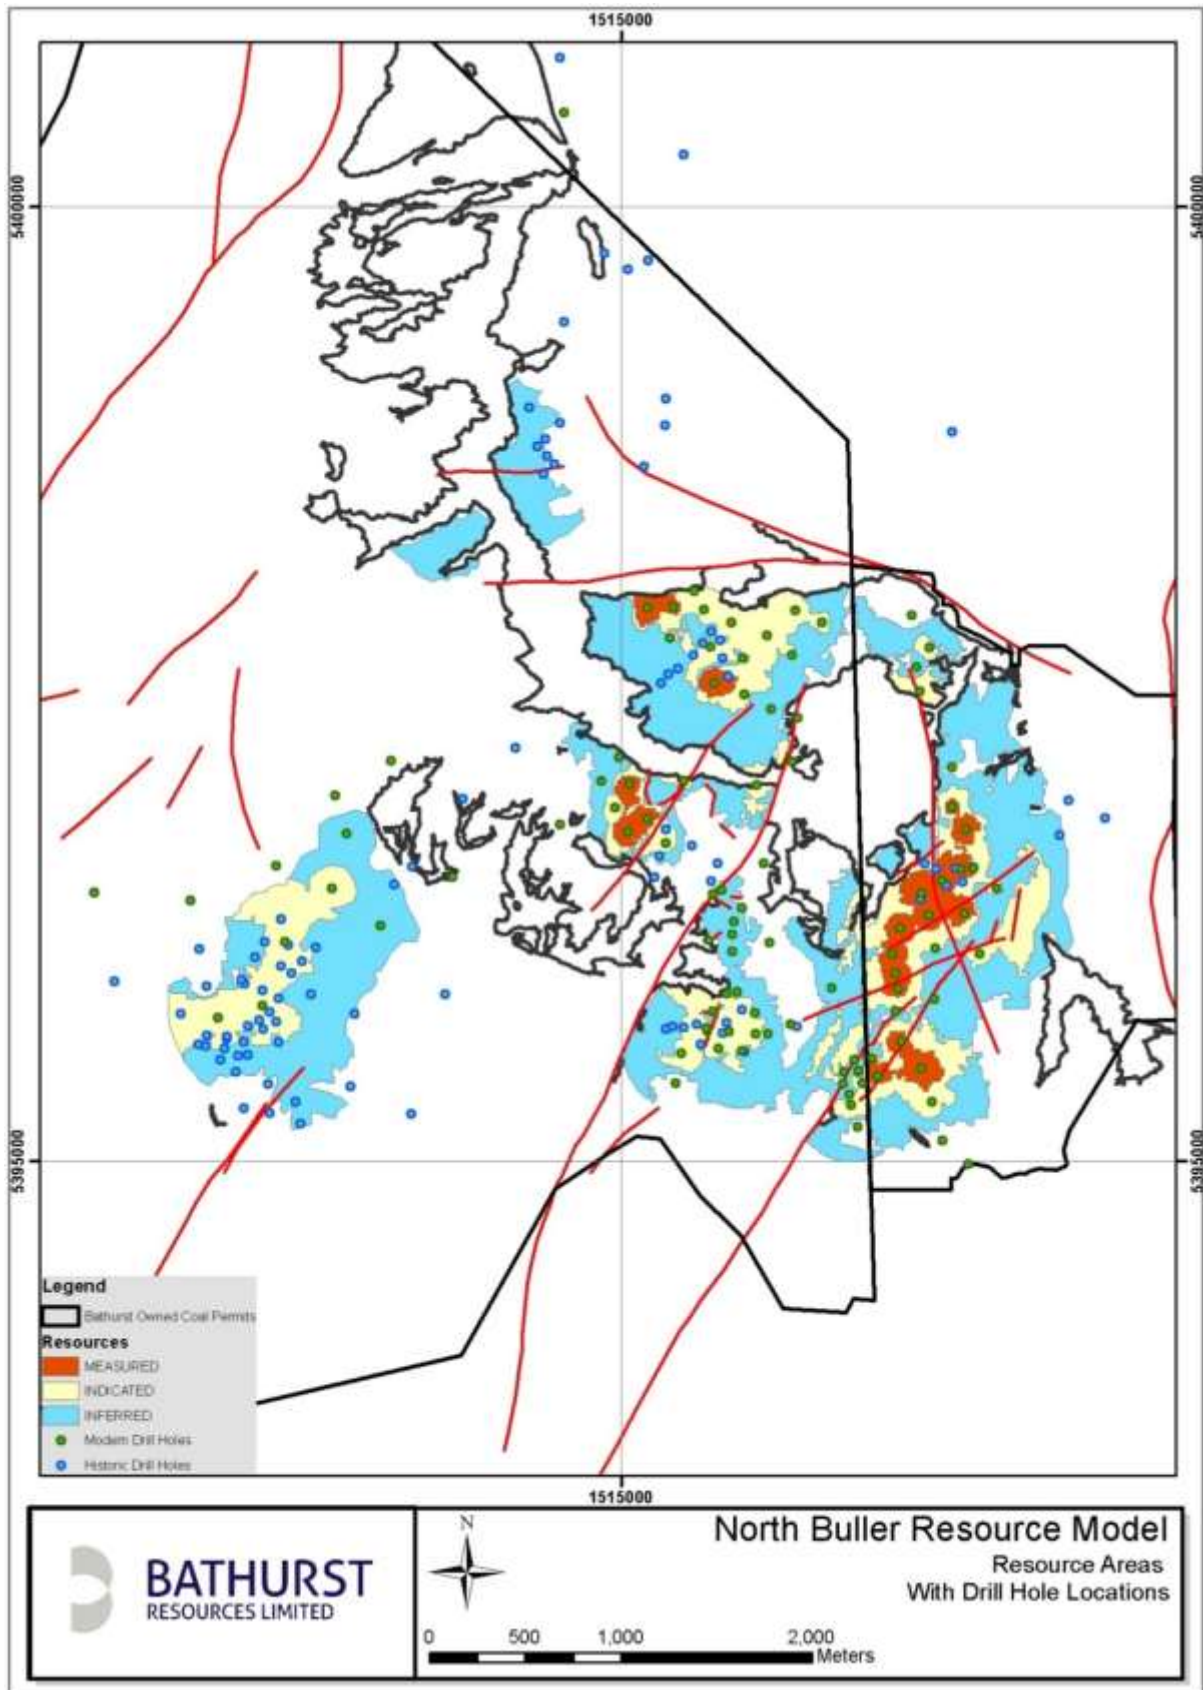 1515000
5400000
5400000
5395000
5395000
Legend
Bathurst Owned Coal Permits
Resources
MEASURED
INDICATED
INFERRED
Modern Drill Holes
Historic Drill Holes
1515000
BATHURST
RESOURCES LIMITED
N
North Buller Resource Model
Resource Areas
With Drill Hole Locations
0 500 1,000 2,000
Meters